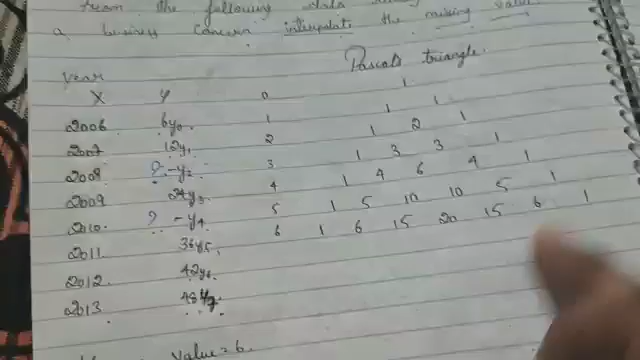 from the following data
a business concern interpolate the missing value
Pascal's triangle.
Year
X y 0 1
2006 6y₀ 1 1 1
2007 12y₁ 2 1 2 1
2008 ? -y₂ 3 1 3 3 1
2009 24y₃ 4 1 4 6 4 1
2010 ? -y₄ 5 1 5 10 10 5 1
2011 36y₅ 6 1 6 15 20 15 6 1
2012 42y₆
2013 48y₇
value = 6.